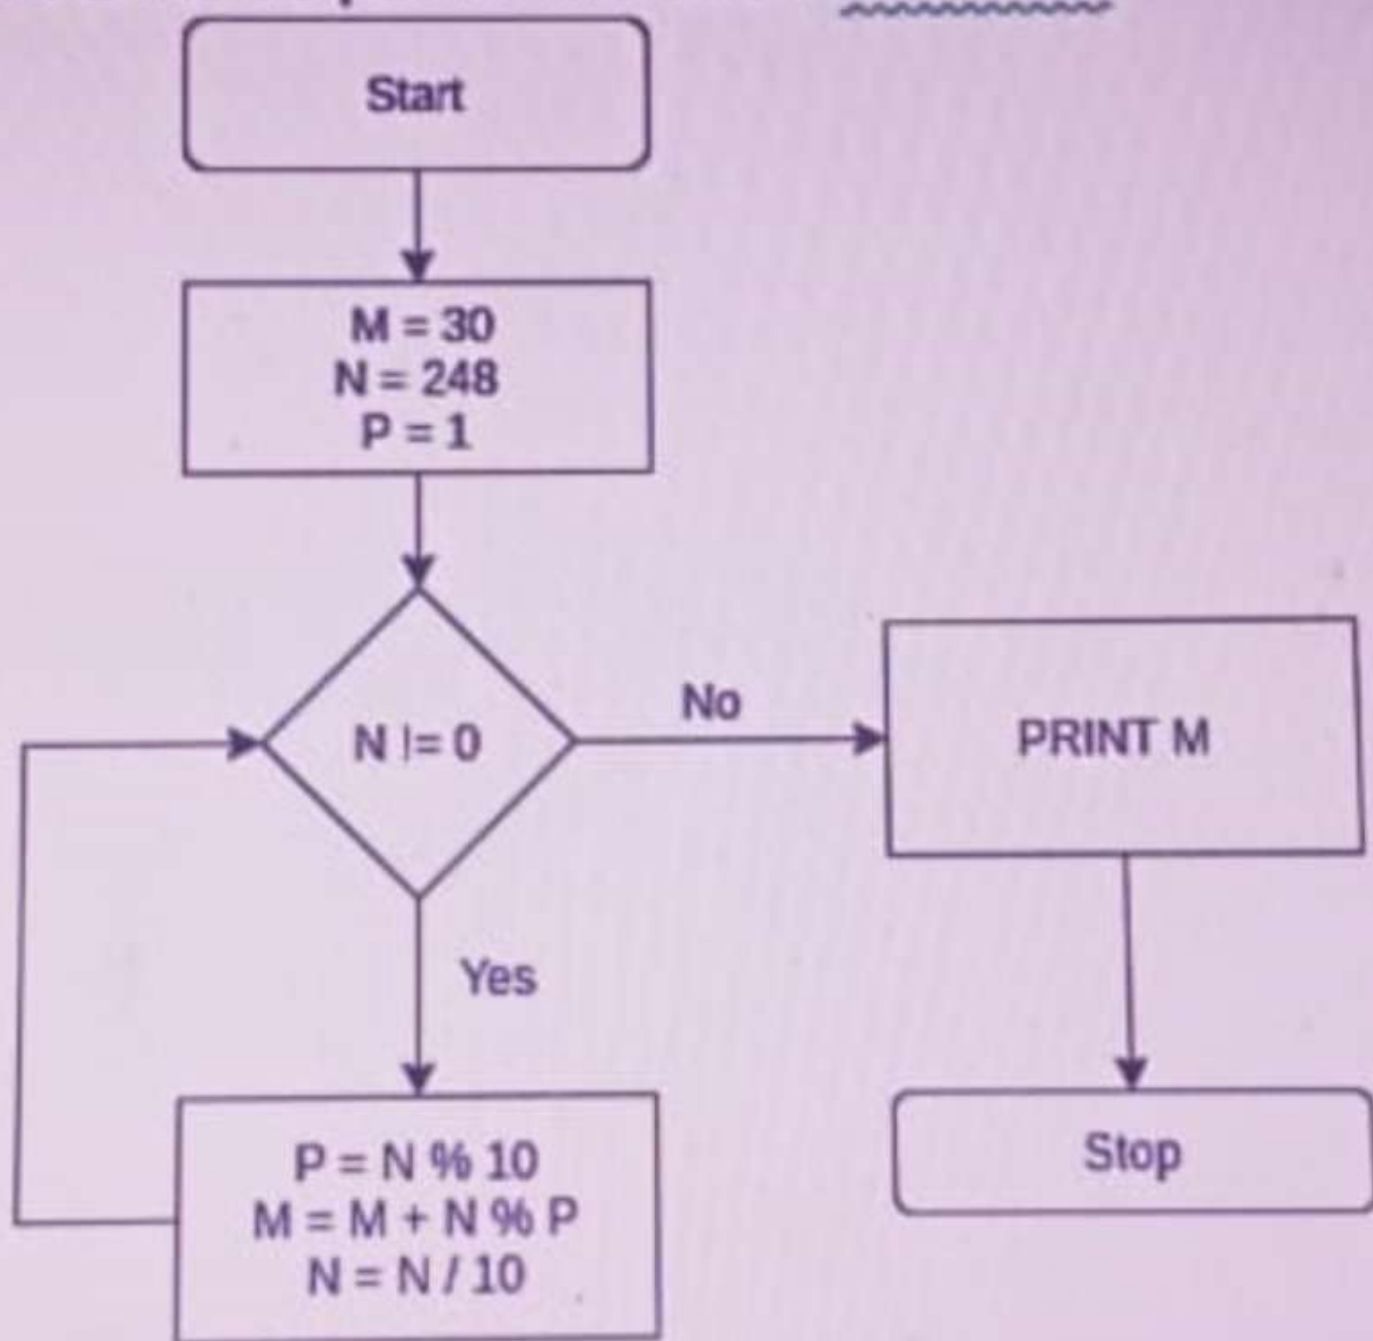 Start
M = 30
N = 248
P = 1
N != 0
No
PRINT M
Yes
P = N % 10
M = M + N % P
N = N / 10
Stop